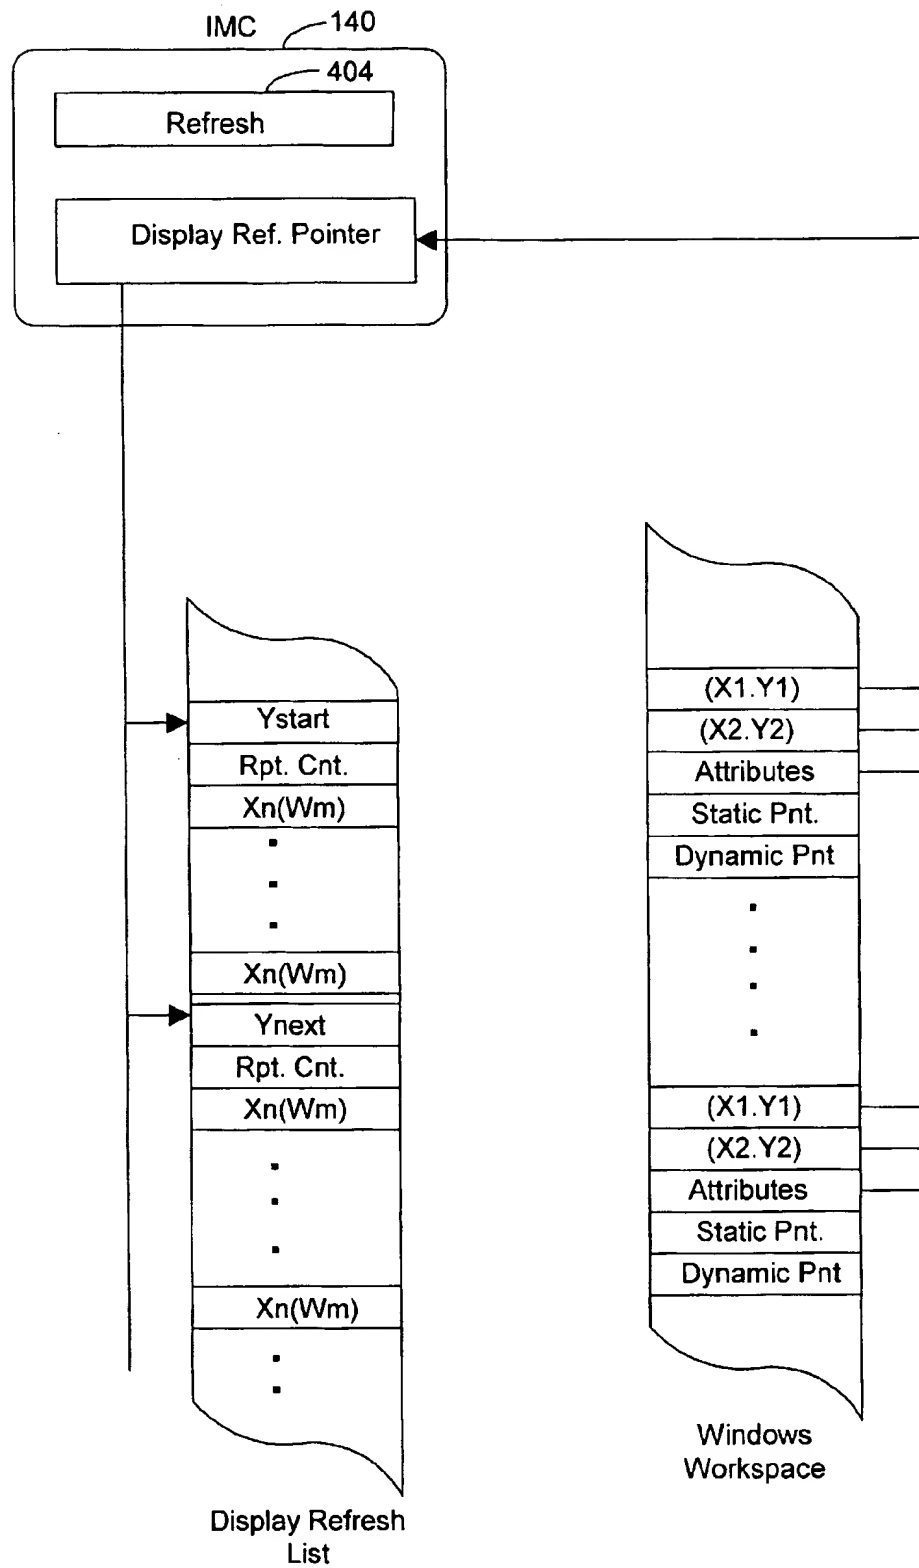 IMC
140
404
Refresh
Display Ref. Pointer
Ystart
Rpt. Cnt.
Xn(Wm)
Xn(Wm)
Ynext
Rpt. Cnt.
Xn(Wm)
Xn(Wm)
Display Refresh
List
(X1.Y1)
(X2.Y2)
Attributes
Static Pnt.
Dynamic Pnt
(X1.Y1)
(X2.Y2)
Attributes
Static Pnt.
Dynamic Pnt
Windows
Workspace